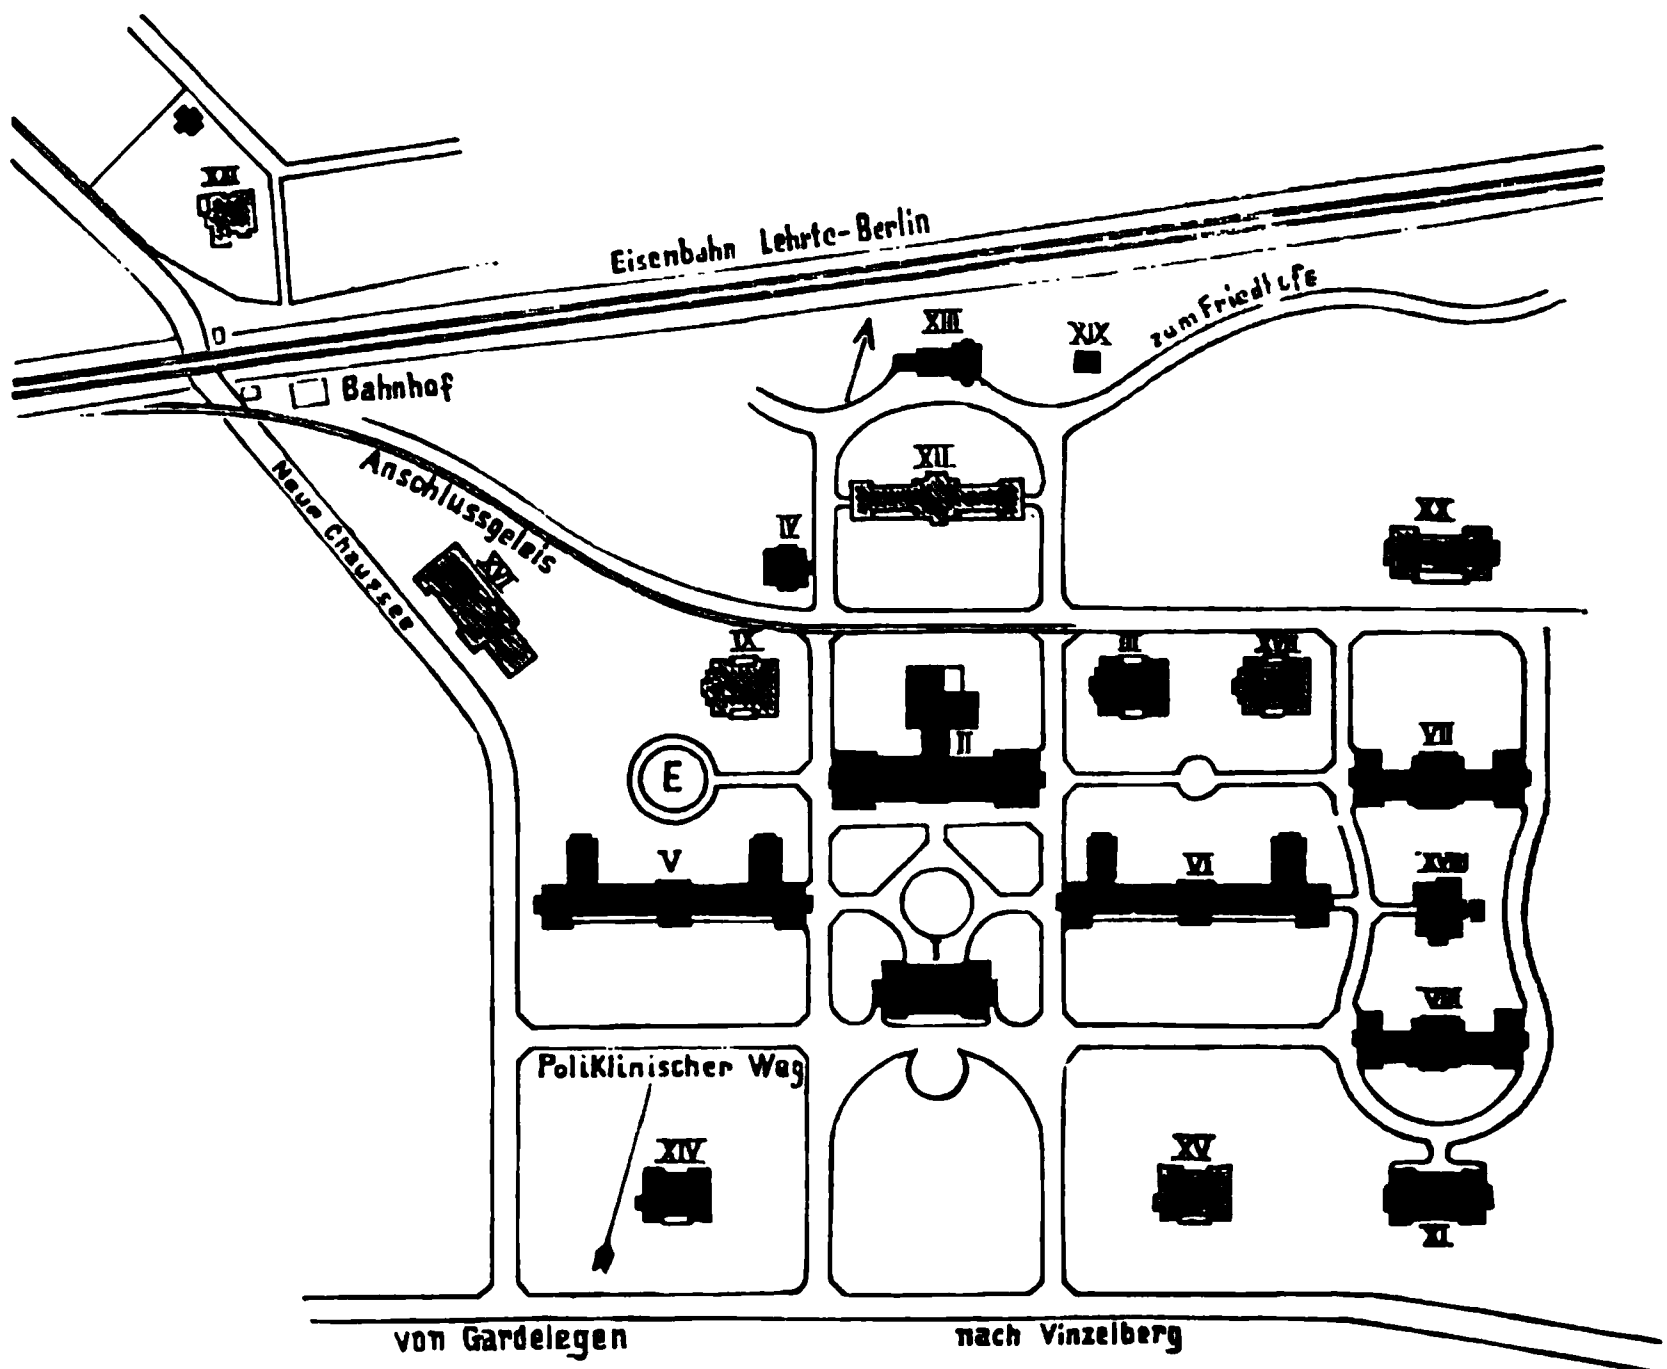 XXI
Eisenbahn Lehrte-Berlin
zum Friedhofe
XIII
XIX
Bahnhof
Anschlussgeleis
Neue Chaussee
XII
XX
IV
XVI
IX
III
II
VII
E
V
VI
XVIII
I
VIII
Poliklinischer Weg
XIV
XV
XI
von Gardelegen
nach Vinzelberg